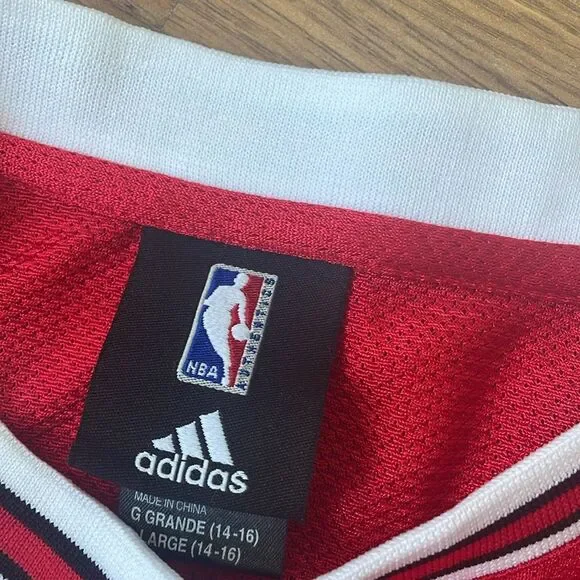 NBA
AUTHENTICS
adidas
MADE IN CHINA
G GRANDE (14-16)
LARGE (14-16)